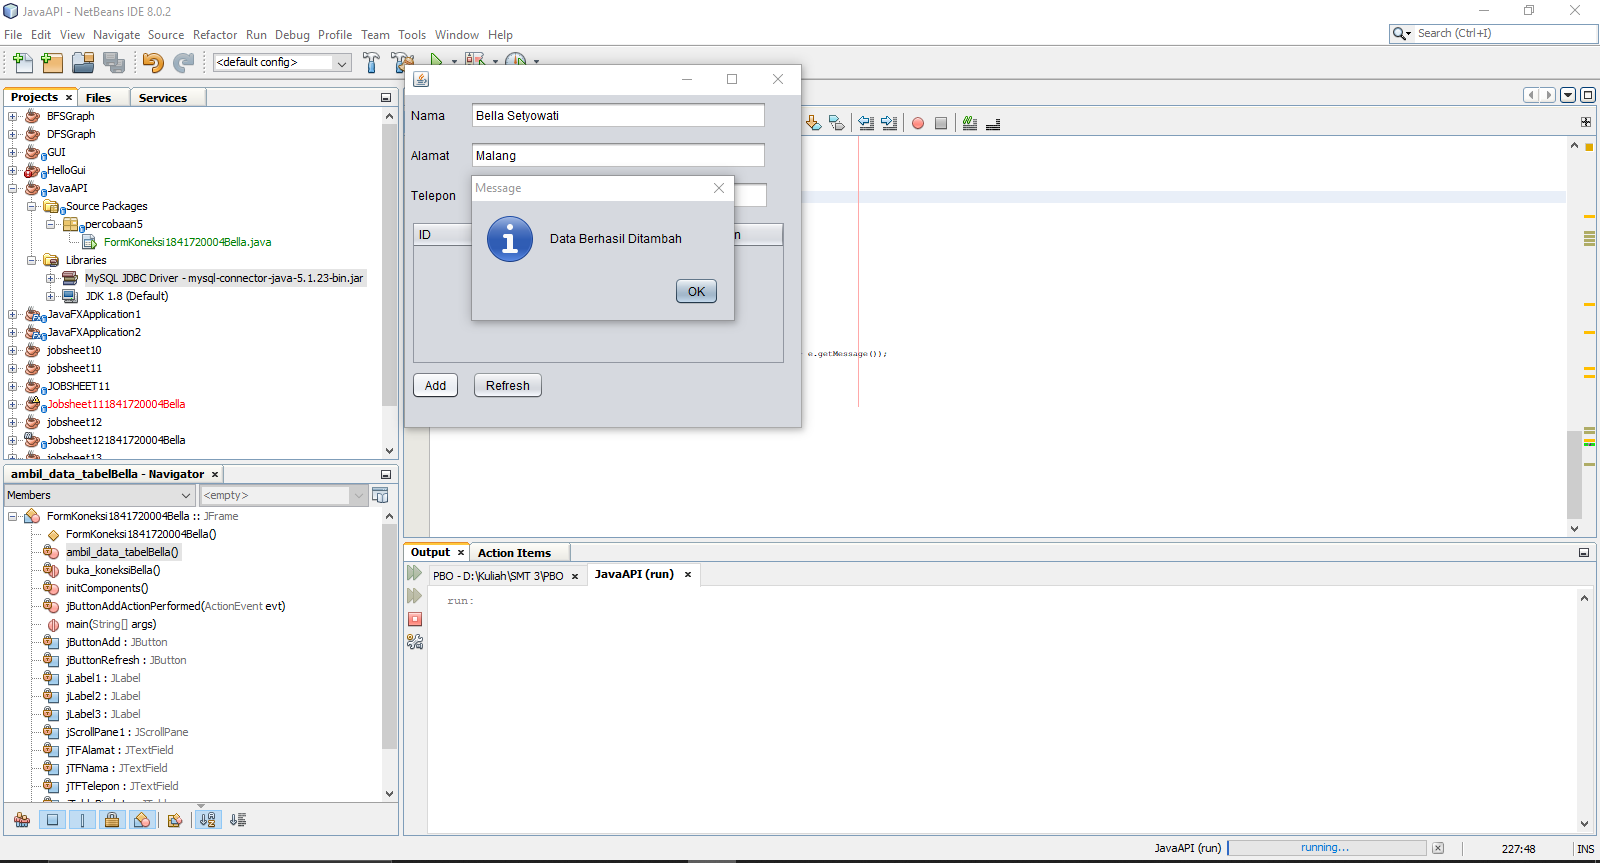 JavaAPI - NetBeans IDE 8.0.2
File Edit View Navigate Source Refactor Run Debug Profile Team Tools Window Help
Search (Ctrl+I)
<default config>
Projects Files Services
BFSGraph
DFSGraph
GUI
HelloGui
JavaAPI
Source Packages
percobaan5
FormKoneksi1841720004Bella.java
Libraries
MySQL JDBC Driver - mysql-connector-java-5.1.23-bin.jar
JDK 1.8 (Default)
JavaFXApplication1
JavaFXApplication2
jobsheet10
jobsheet11
JOBSHEET11
Jobsheet111841720004Bella
jobsheet12
Jobsheet121841720004Bella
jobsheet13
Nama Bella Setyowati
Alamat Malang
Telepon
Message
Data Berhasil Ditambah
OK
ID
n
Add Refresh
e.getMessage());
ambil_data_tabelBella - Navigator
Members <empty>
FormKoneksi1841720004Bella :: JFrame
FormKoneksi1841720004Bella()
ambil_data_tabelBella()
buka_koneksiBella()
initComponents()
jButtonAddActionPerformed(ActionEvent evt)
main(String[] args)
jButtonAdd : JButton
jButtonRefresh : JButton
jLabel1 : JLabel
jLabel2 : JLabel
jLabel3 : JLabel
jScrollPane1 : JScrollPane
jTFAlamat : JTextField
jTFNama : JTextField
jTFTelepon : JTextField
Output Action Items
PBO - D:\Kuliah\SMT 3\PBO JavaAPI (run)
run:
JavaAPI (run) running... 227:48 INS